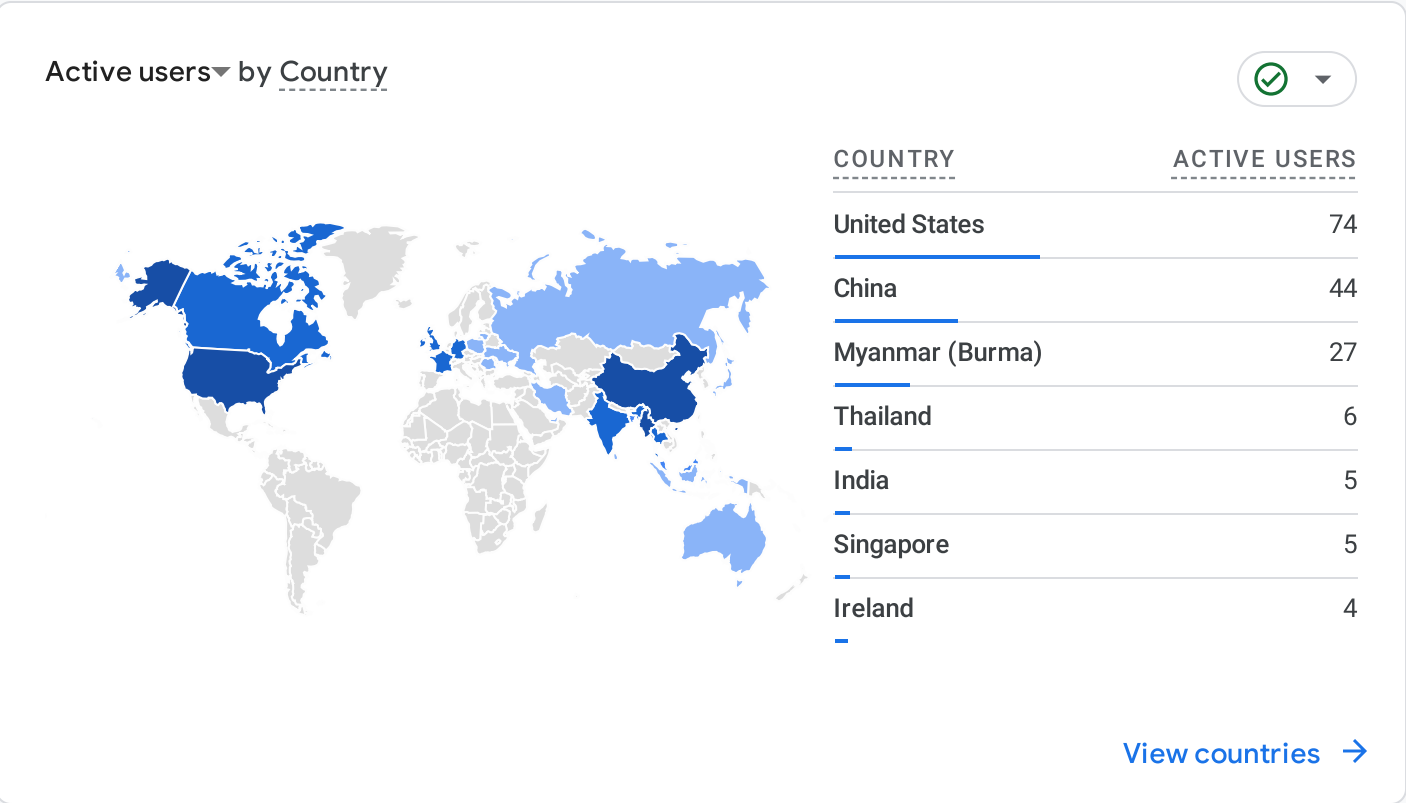 Active users by Country
COUNTRY ACTIVE USERS
United States 74
China 44
Myanmar (Burma) 27
Thailand 6
India 5
Singapore 5
Ireland 4
View countries